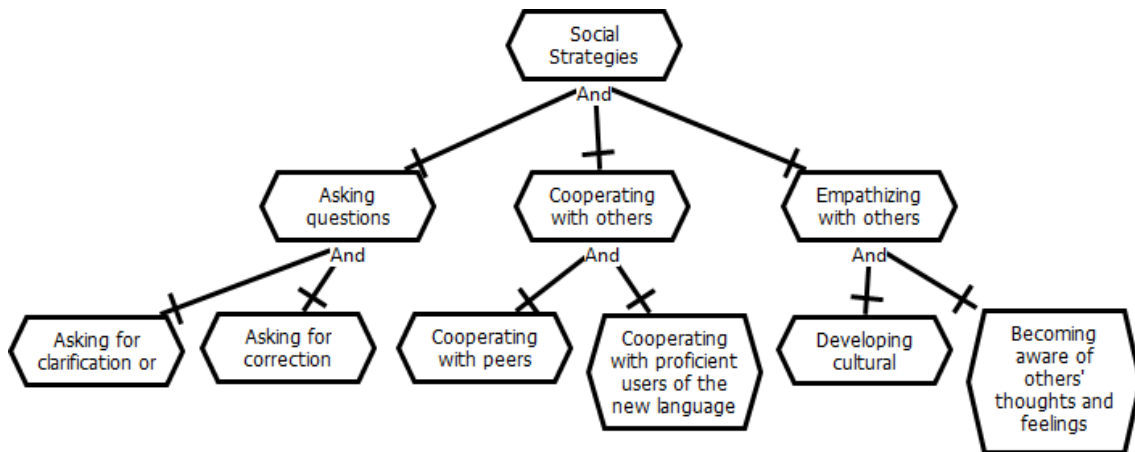 Social
Strategies
And
Asking
questions
Cooperating
with others
Empathizing
with others
And
And
And
Asking for
clarification or
Asking for
correction
Cooperating
with peers
Cooperating
with proficient
users of the
new language
Developing
cultural
Becoming
aware of
others'
thoughts and
feelings